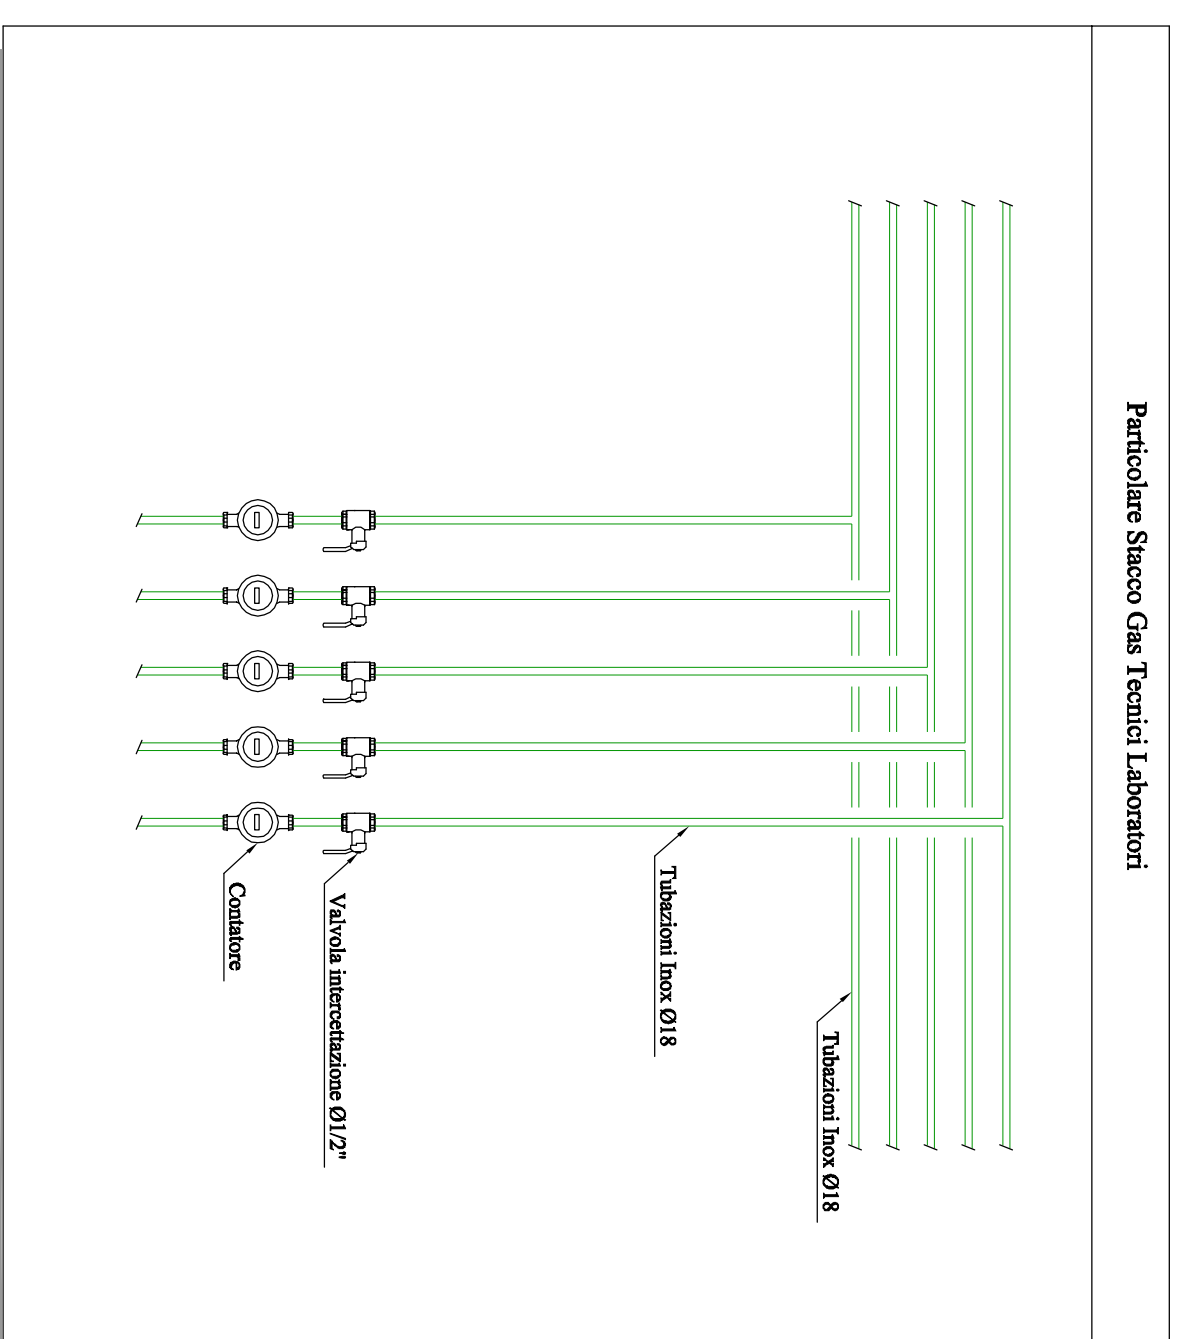 Particolare Stacco Gas Tecnici Laboratori
Tubazioni Inox Ø18
Tubazioni Inox Ø18
Valvola intercettazione Ø1/2"
Contatore